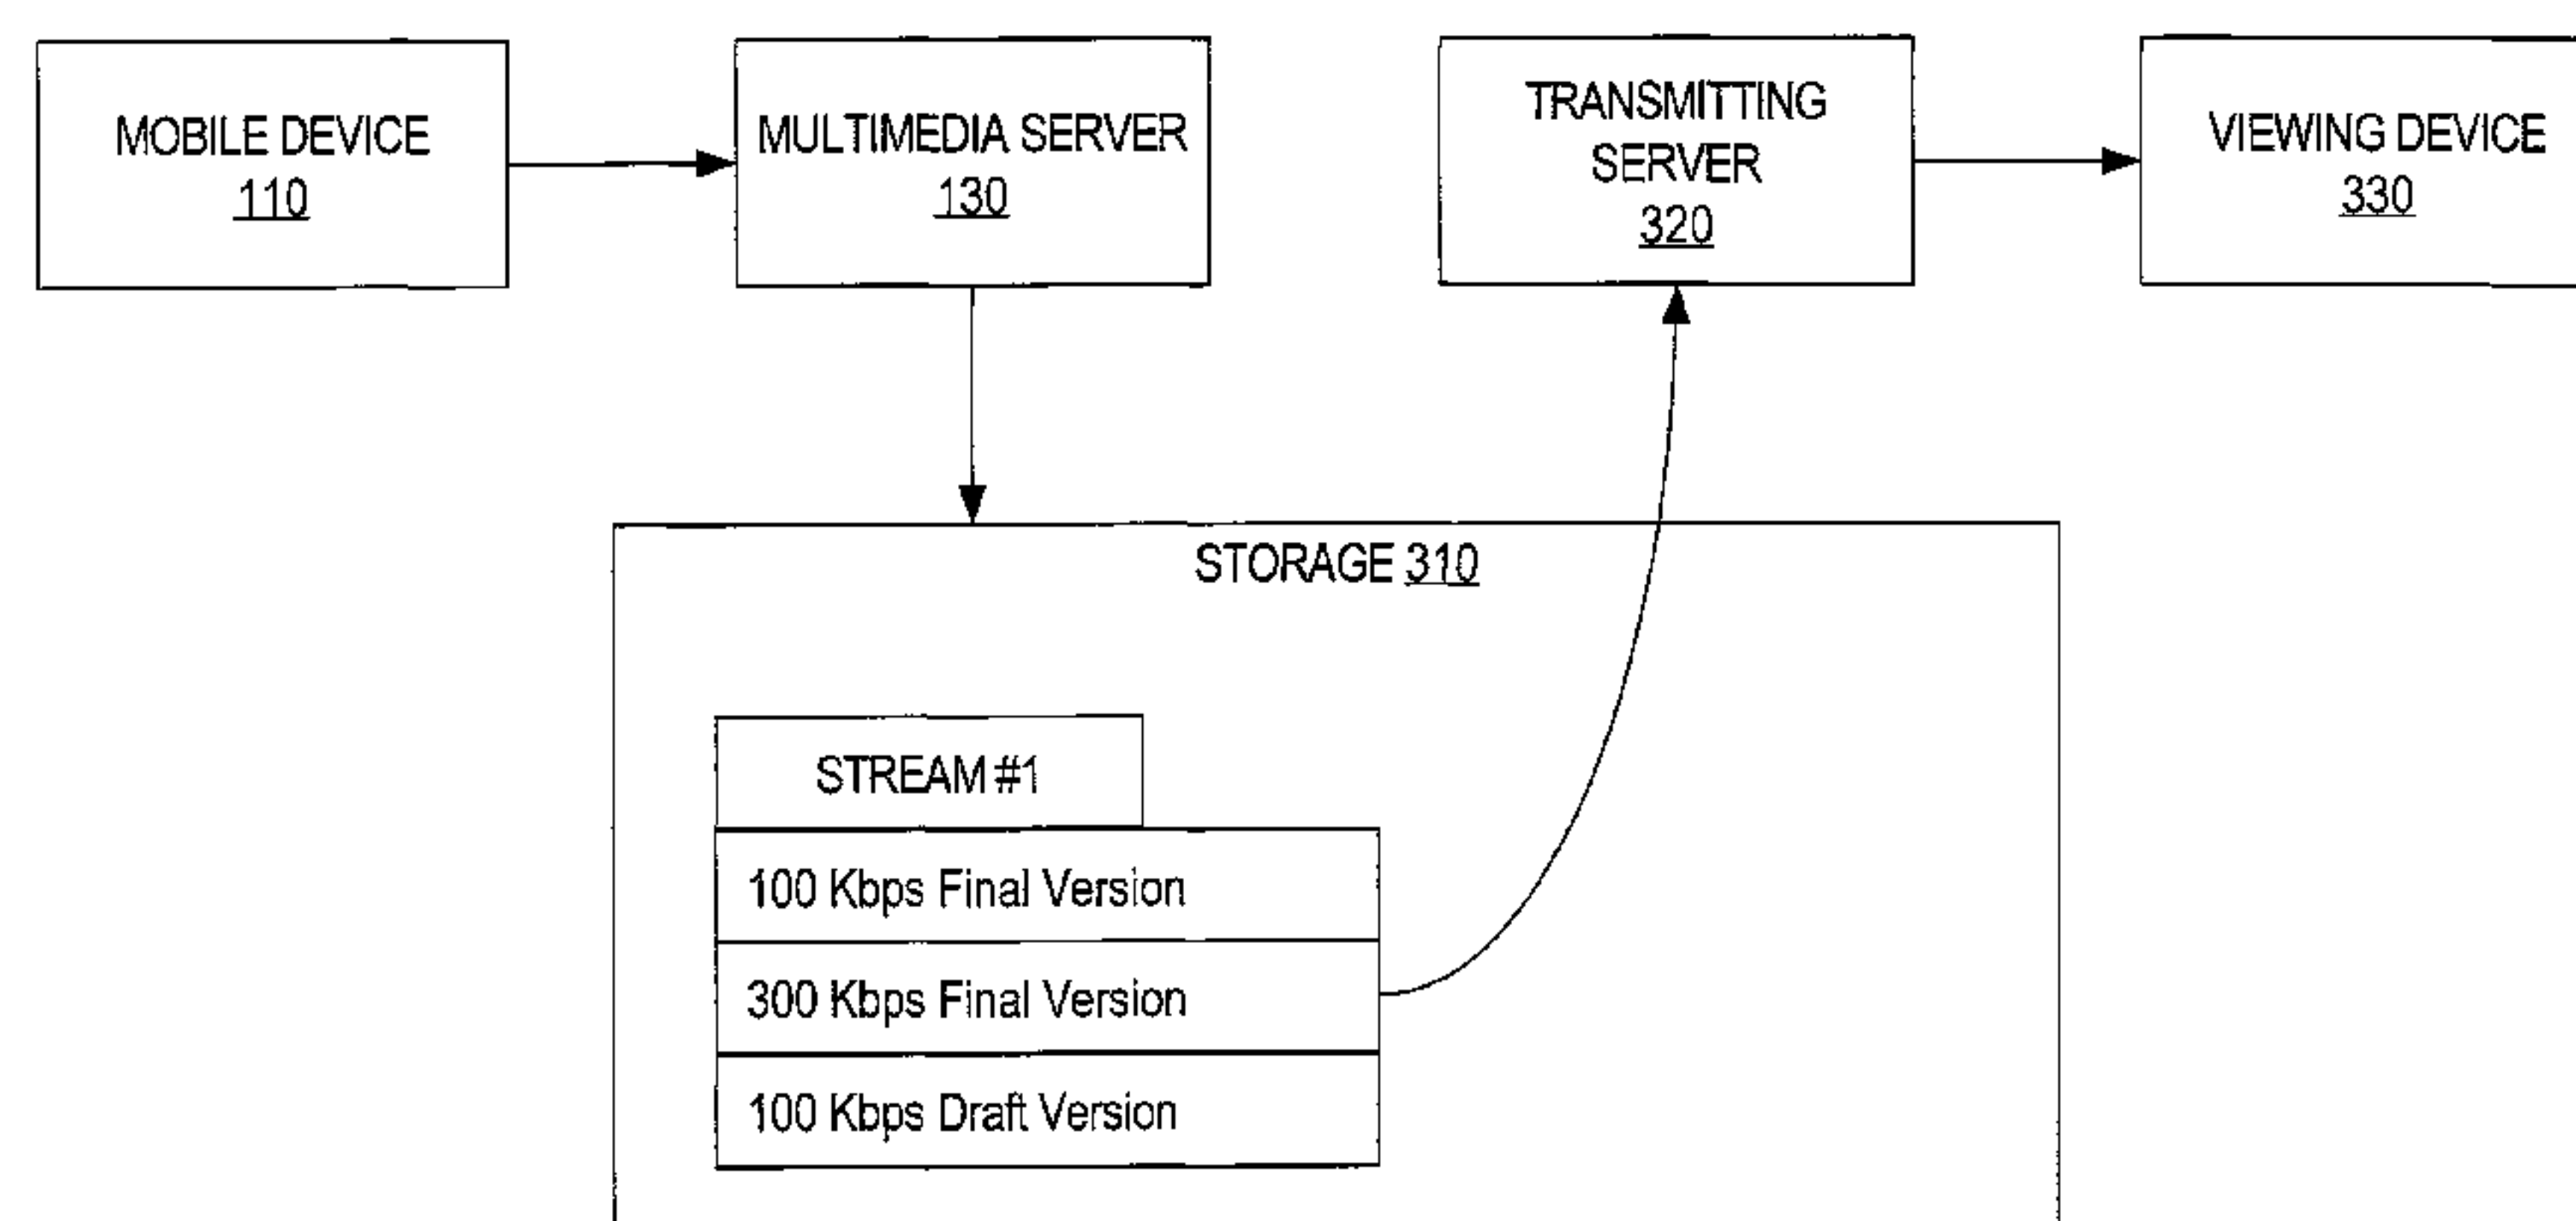 MOBILE DEVICE
110
MULTIMEDIA SERVER
130
TRANSMITTING
SERVER
320
VIEWING DEVICE
330
STORAGE 310
STREAM #1
100 Kbps Final Version
300 Kbps Final Version
100 Kbps Draft Version